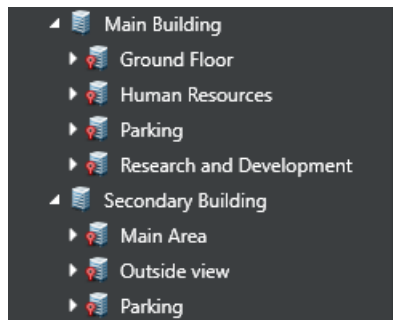 Main Building
Ground Floor
Human Resources
Parking
Research and Development
Secondary Building
Main Area
Outside view
Parking